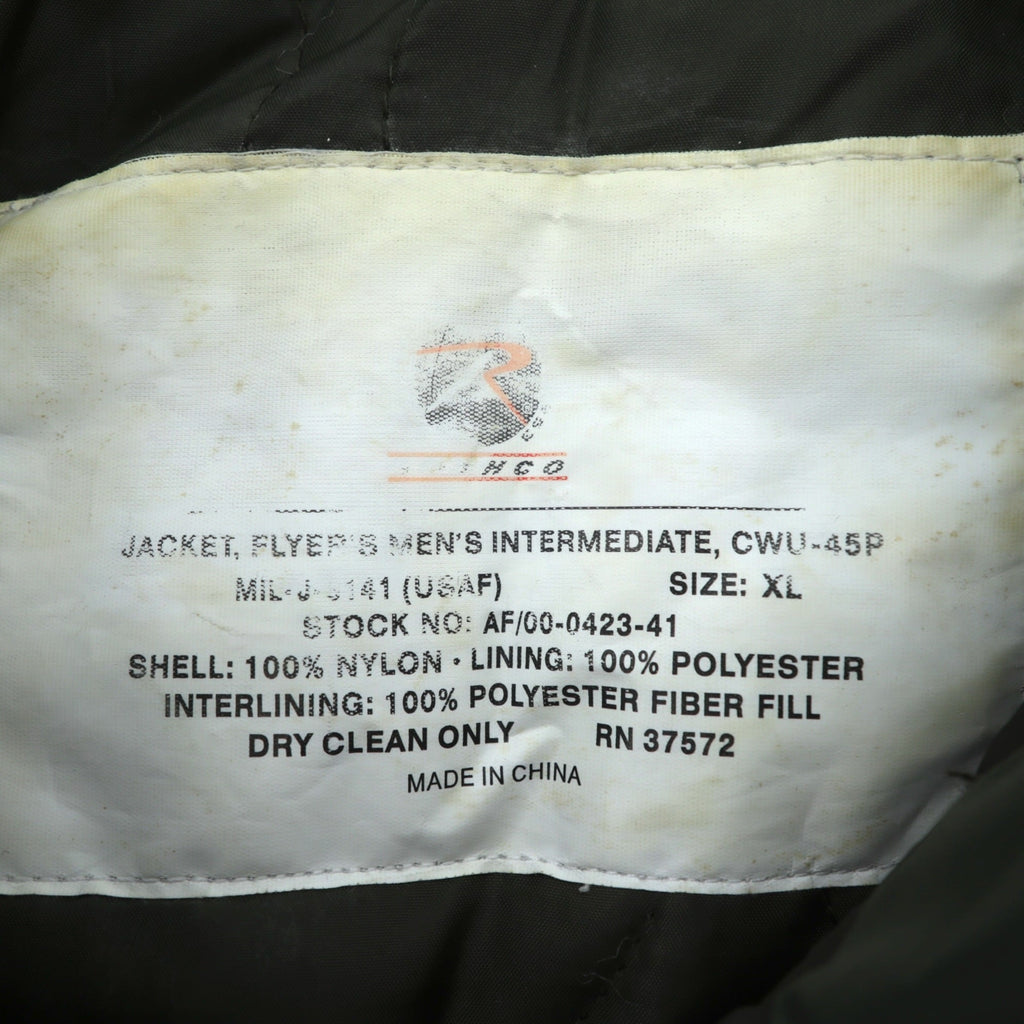 R
JACKET, FLYER'S MEN'S INTERMEDIATE, CWU-45P
(USAF) SIZE: XL
STOCK NO: AF/00-0423-41
SHELL: 100% NYLON · LINING: 100% POLYESTER
INTERLINING: 100% POLYESTER FIBER FILL
DRY CLEAN ONLY RN 37572
MADE IN CHINA